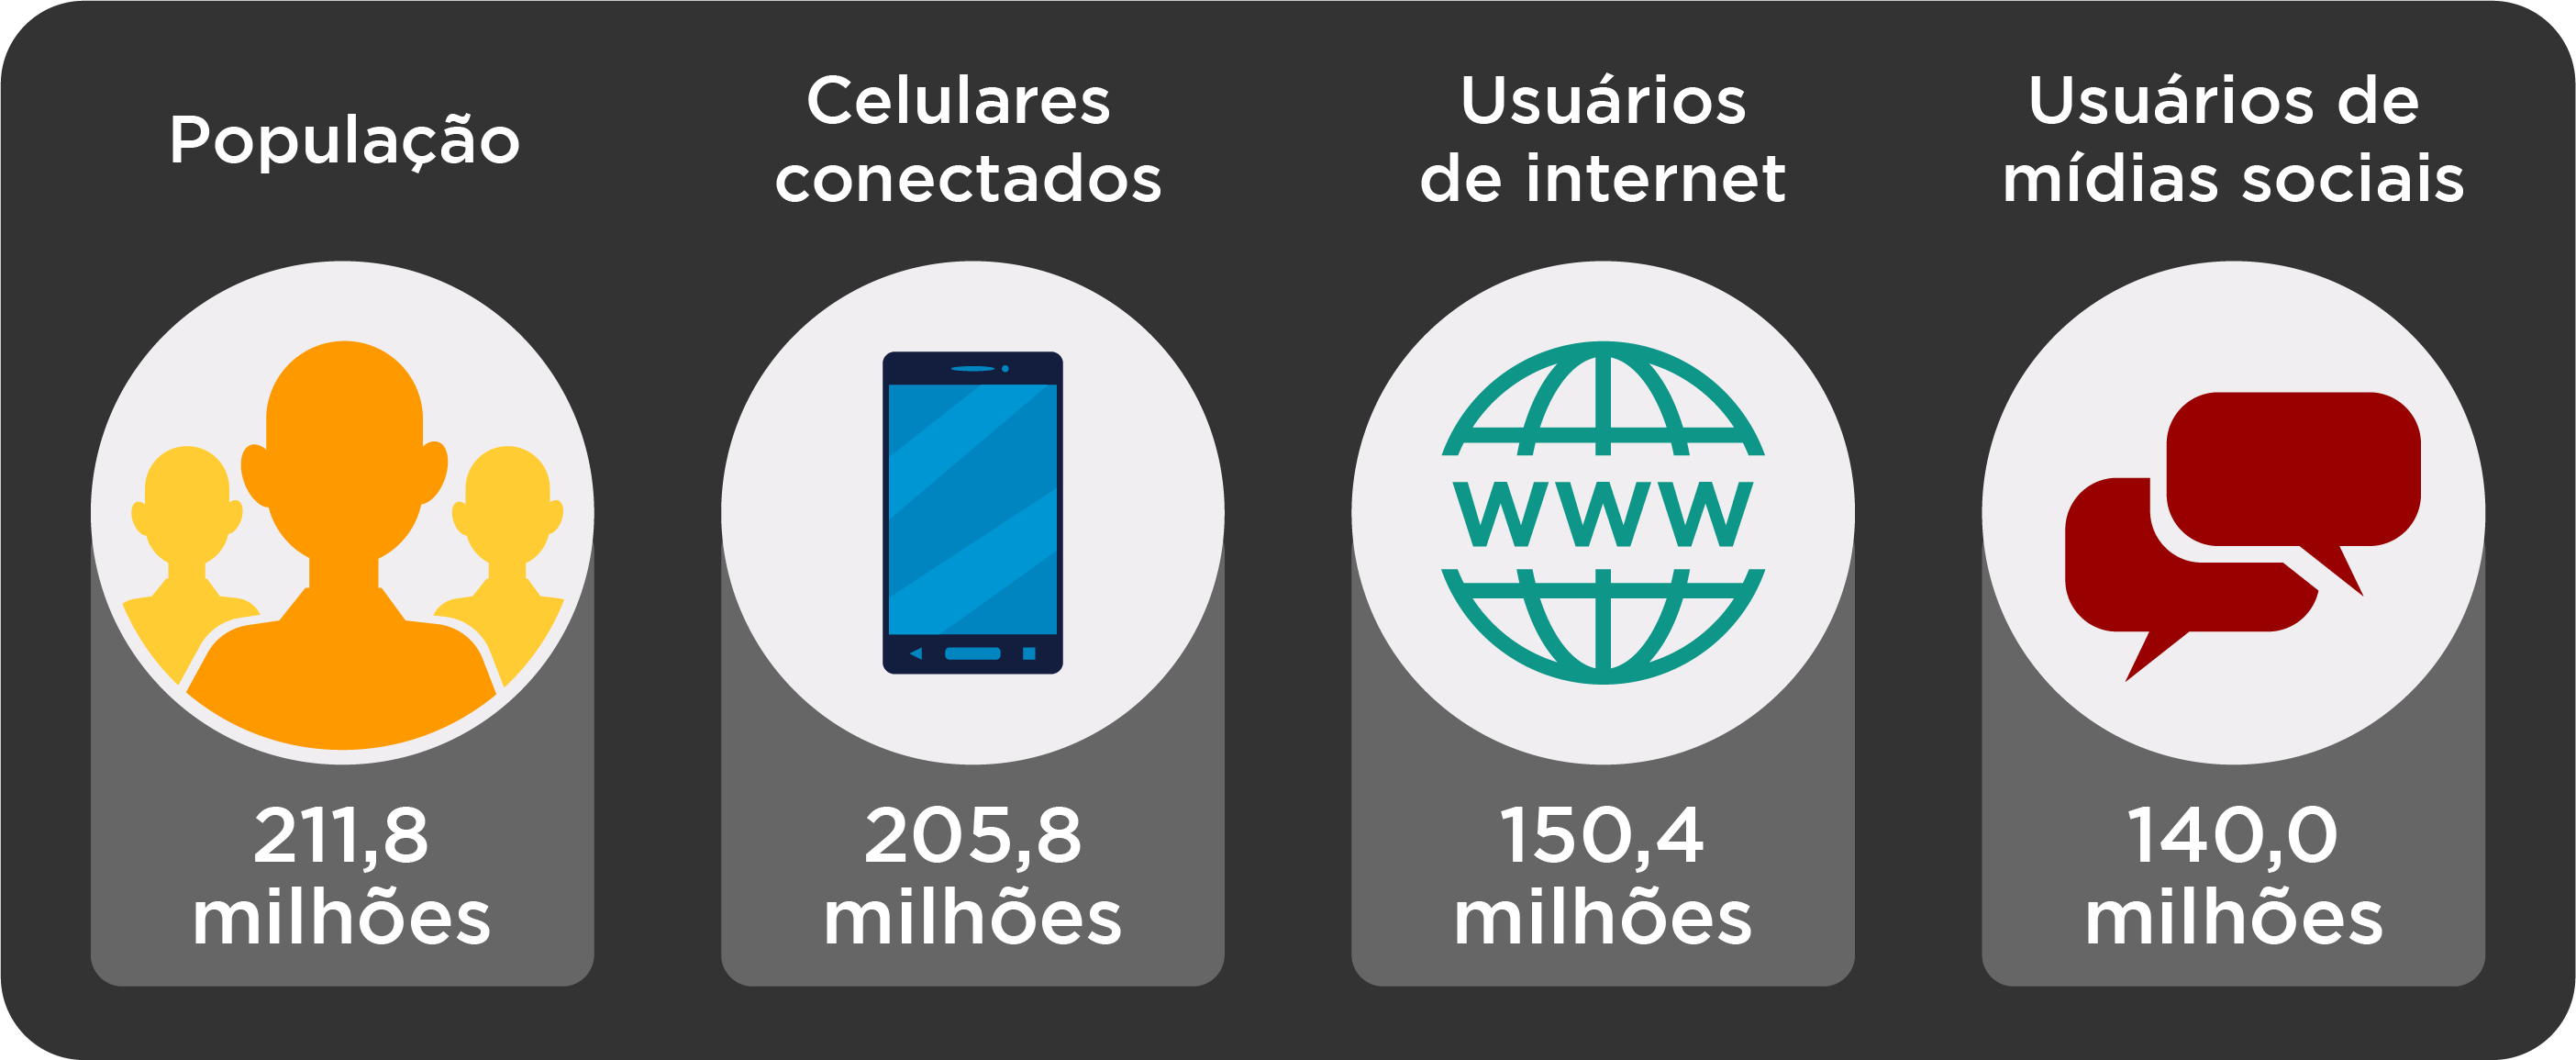 População
211,8
milhões
Celulares
conectados
205,8
milhões
Usuários
de internet
www
150,4
milhões
Usuários de
mídias sociais
140,0
milhões